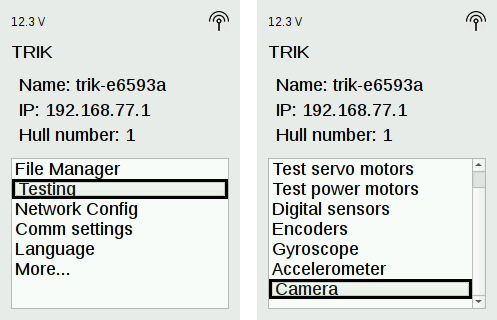 12.3 V
TRIK
Name: trik-e6593a
IP: 192.168.77.1
Hull number: 1
File Manager
Testing
Network Config
Comm settings
Language
More...
12.3 V
TRIK
Name: trik-e6593a
IP: 192.168.77.1
Hull number: 1
Test servo motors
Test power motors
Digital sensors
Encoders
Gyroscope
Accelerometer
Camera